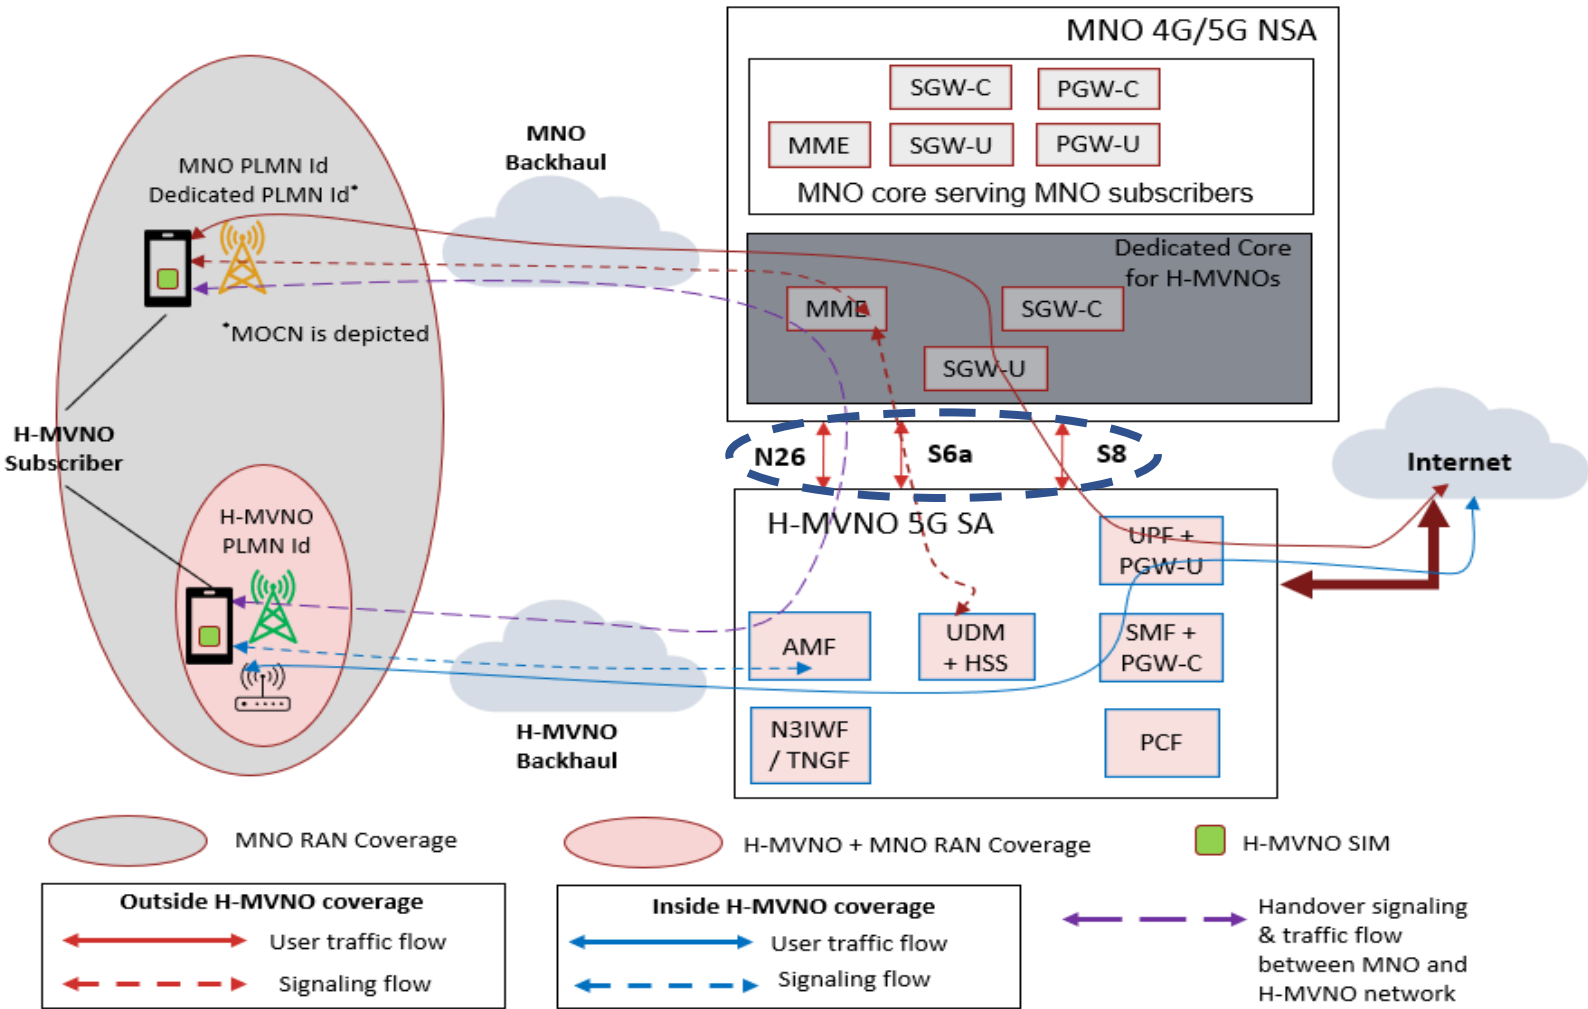 MNO 4G/5G NSA
SGW-C
PGW-C
MME
SGW-U
PGW-U
MNO core serving MNO subscribers
MNO
Backhaul
MNO PLMN Id
Dedicated PLMN Id*
*MOCN is depicted
Dedicated Core
for H-MVNOs
MME
SGW-C
SGW-U
H-MVNO
Subscriber
N26
S6a
S8
Internet
H-MVNO
PLMN Id
H-MVNO 5G SA
UPF +
PGW-U
AMF
UDM
+ HSS
SMF +
PGW-C
N3IWF
/ TNGF
PCF
H-MVNO
Backhaul
MNO RAN Coverage
H-MVNO + MNO RAN Coverage
H-MVNO SIM
Outside H-MVNO coverage
User traffic flow
Signaling flow
Inside H-MVNO coverage
User traffic flow
Signaling flow
Handover signaling
& traffic flow
between MNO and
H-MVNO network